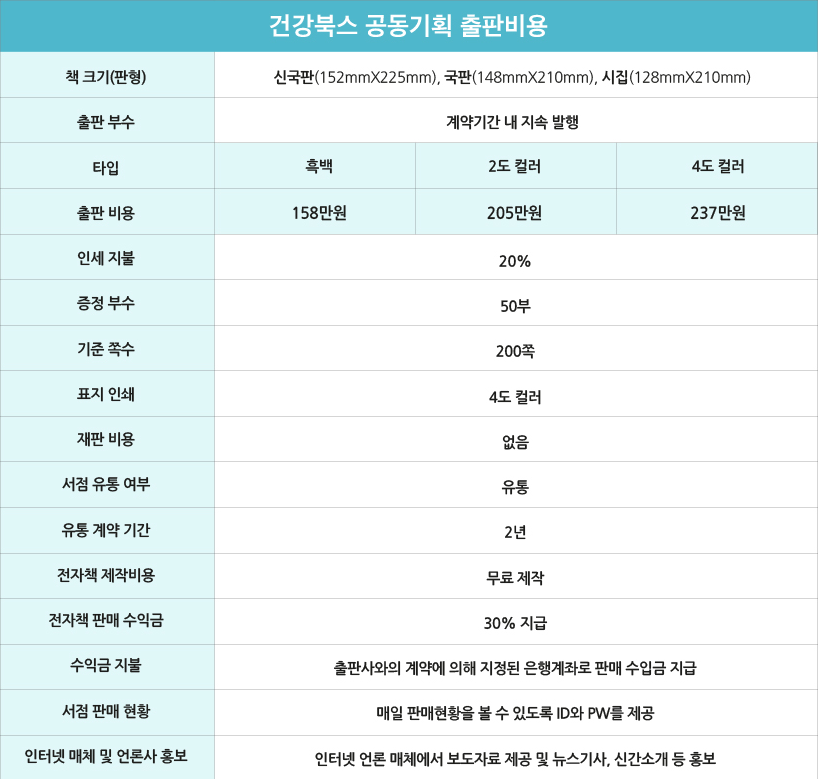 건강북스 공동기획 출판비용
책 크기(판형) 신국판(152mmX225mm), 국판(148mmX210mm), 시집(128mmX210mm)
출판 부수 계약기간 내 지속 발행
타입 흑백 2도 컬러 4도 컬러
출판 비용 158만원 205만원 237만원
인세 지불 20%
증정 부수 50부
기준 쪽수 200쪽
표지 인쇄 4도 컬러
재판 비용 없음
서점 유통 여부 유통
유통 계약 기간 2년
전자책 제작비용 무료 제작
전자책 판매 수익금 30% 지급
수익금 지불 출판사와의 계약에 의해 지정된 은행계좌로 판매 수입금 지급
서점 판매 현황 매일 판매현황을 볼 수 있도록 ID와 PW를 제공
인터넷 매체 및 언론사 홍보 인터넷 언론 매체에서 보도자료 제공 및 뉴스기사, 신간소개 등 홍보